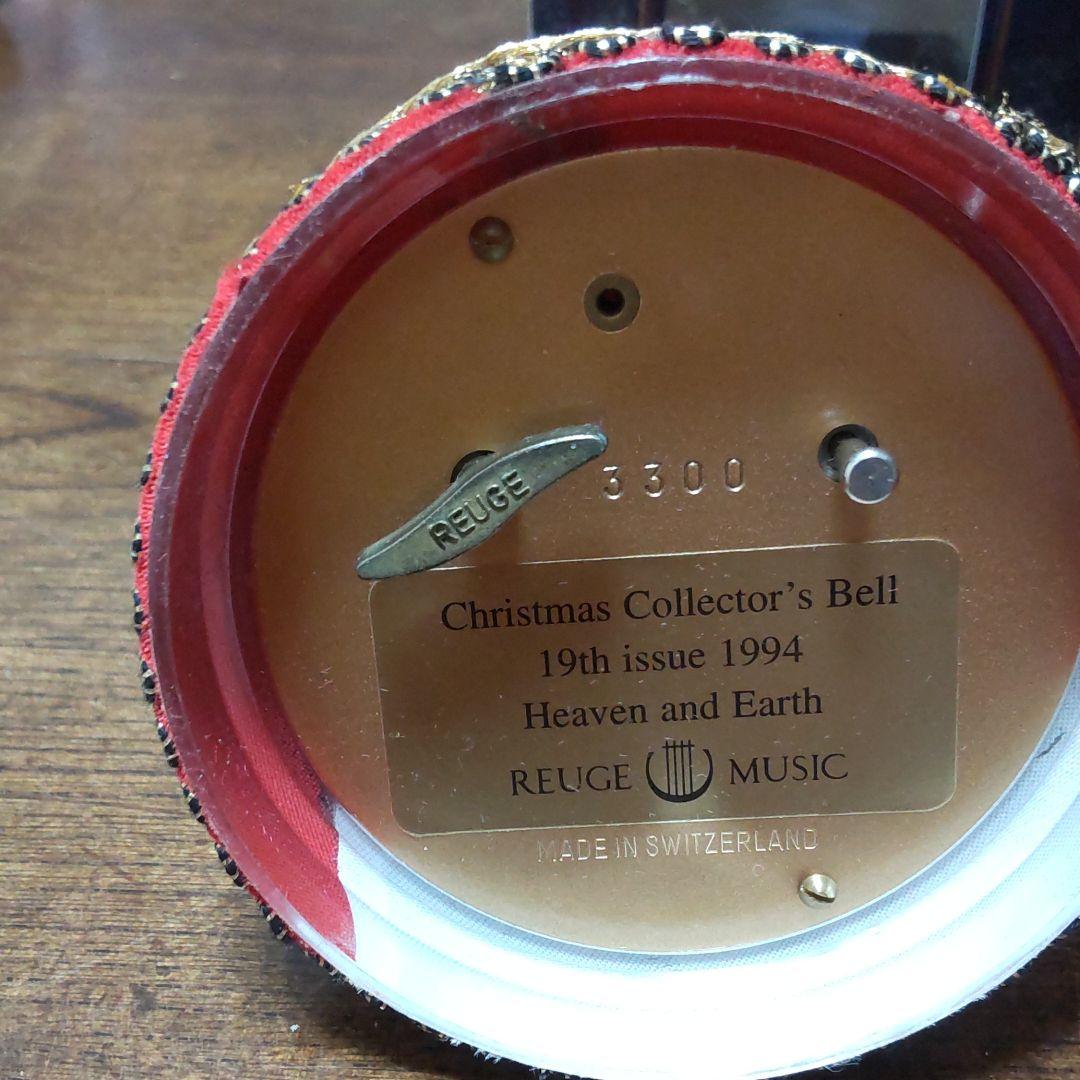 3300
REUGE
Christmas Collector's Bell
19th issue 1994
Heaven and Earth
REUGE MUSIC
MADE IN SWITZERLAND